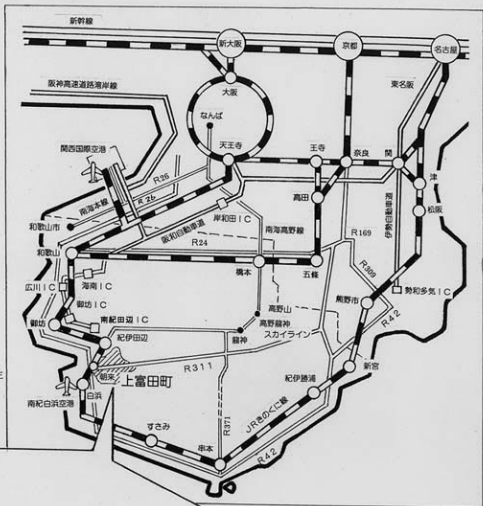 新幹線
新大阪
京都
名古屋
大阪
阪神高速道路湾岸線
東名阪
なんば
関西国際空港
天王寺
王寺
奈良
関
津
R26
高田
松阪
南海本線
R26
岸和田IC
伊勢自動車道
和歌山市
阪和自動車道
南海高野線
R169
和歌山
R24
橋本
五條
R309
広川IC
海南IC
勢和多気IC
御坊IC
高野山
熊野市
南紀田辺IC
高野龍神
スカイライン
御坊
紀伊田辺
龍神
R42
新宮
R311
朝来
上富田町
紀伊勝浦
白浜
南紀白浜空港
JRきのくに線
R371
すさみ
串本
R42